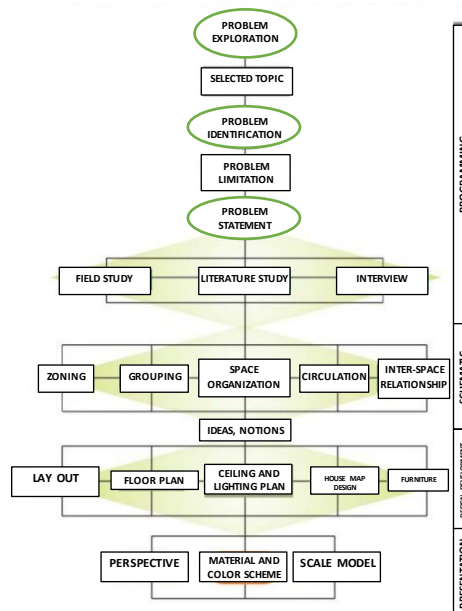 PROBLEM
EXPLORATION
SELECTED TOPIC
PROBLEM
IDENTIFICATION
PROBLEM
LIMITATION
PROBLEM
STATEMENT
FIELD STUDY
LITERATURE STUDY
INTERVIEW
PROGRAMMING
ZONING
GROUPING
SPACE
ORGANIZATION
CIRCULATION
INTER-SPACE
RELATIONSHIP
IDEAS, NOTIONS
LAY OUT
FLOOR PLAN
CEILING AND
LIGHTING PLAN
HOUSE MAP
DESIGN
FURNITURE
PERSPECTIVE
MATERIAL AND
COLOR SCHEME
SCALE MODEL